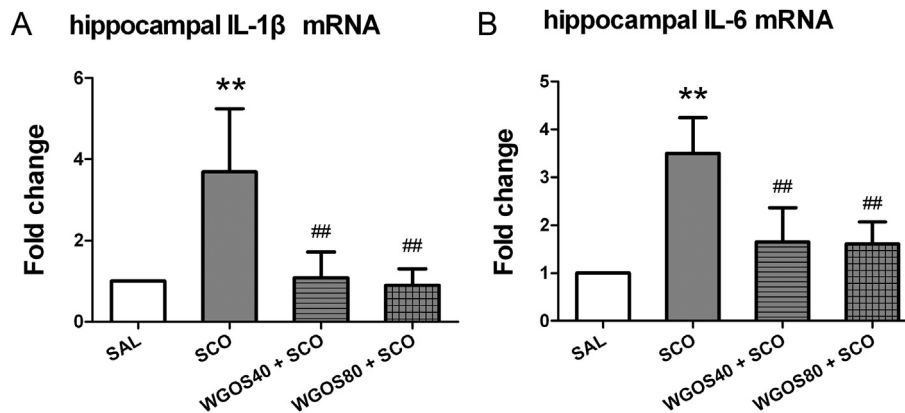 A hippocampal IL-1β mRNA
Fold change
6
4
2
0
**
##
##
SAL
SCO
WGOS40 + SCO
WGOS80 + SCO
B hippocampal IL-6 mRNA
Fold change
5
4
3
2
1
0
**
##
##
SAL
SCO
WGOS40 + SCO
WGOS80 + SCO